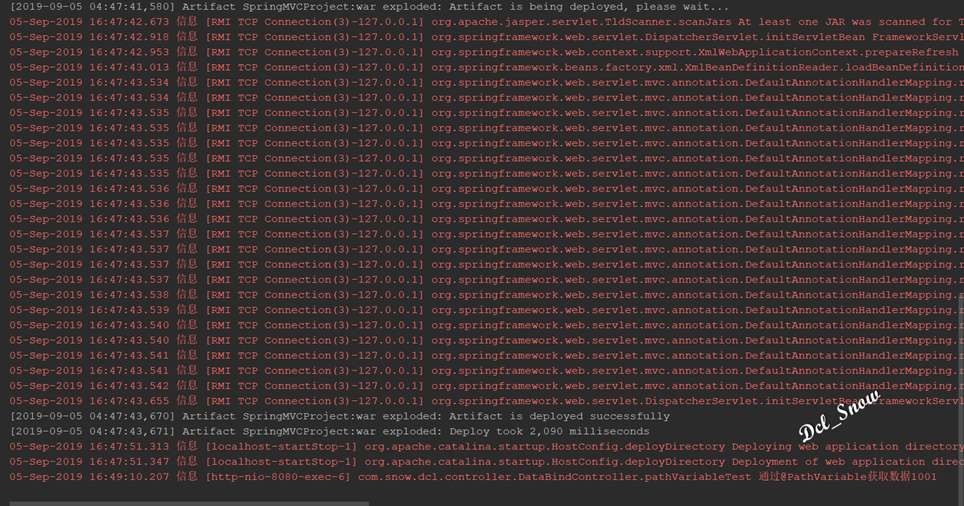 [2019-09-05 04:47:41,580] Artifact SpringMVCProject:war exploded: Artifact is being deployed, please wait...
05-Sep-2019 16:47:42.673 信息 [RMI TCP Connection(3)-127.0.0.1] org.apache.jasper.servlet.TldScanner.scanJars At least one JAR was scanned for T
05-Sep-2019 16:47:42.918 信息 [RMI TCP Connection(3)-127.0.0.1] org.springframework.web.servlet.DispatcherServlet.initServletBean FrameworkServl
05-Sep-2019 16:47:42.953 信息 [RMI TCP Connection(3)-127.0.0.1] org.springframework.web.context.support.XmlWebApplicationContext.prepareRefresh
05-Sep-2019 16:47:43.013 信息 [RMI TCP Connection(3)-127.0.0.1] org.springframework.beans.factory.xml.XmlBeanDefinitionReader.loadBeanDefinition
05-Sep-2019 16:47:43.534 信息 [RMI TCP Connection(3)-127.0.0.1] org.springframework.web.servlet.mvc.annotation.DefaultAnnotationHandlerMapping.r
05-Sep-2019 16:47:43.534 信息 [RMI TCP Connection(3)-127.0.0.1] org.springframework.web.servlet.mvc.annotation.DefaultAnnotationHandlerMapping.r
05-Sep-2019 16:47:43.535 信息 [RMI TCP Connection(3)-127.0.0.1] org.springframework.web.servlet.mvc.annotation.DefaultAnnotationHandlerMapping.r
05-Sep-2019 16:47:43.535 信息 [RMI TCP Connection(3)-127.0.0.1] org.springframework.web.servlet.mvc.annotation.DefaultAnnotationHandlerMapping.r
05-Sep-2019 16:47:43.535 信息 [RMI TCP Connection(3)-127.0.0.1] org.springframework.web.servlet.mvc.annotation.DefaultAnnotationHandlerMapping.r
05-Sep-2019 16:47:43.535 信息 [RMI TCP Connection(3)-127.0.0.1] org.springframework.web.servlet.mvc.annotation.DefaultAnnotationHandlerMapping.r
05-Sep-2019 16:47:43.535 信息 [RMI TCP Connection(3)-127.0.0.1] org.springframework.web.servlet.mvc.annotation.DefaultAnnotationHandlerMapping.r
05-Sep-2019 16:47:43.536 信息 [RMI TCP Connection(3)-127.0.0.1] org.springframework.web.servlet.mvc.annotation.DefaultAnnotationHandlerMapping.r
05-Sep-2019 16:47:43.536 信息 [RMI TCP Connection(3)-127.0.0.1] org.springframework.web.servlet.mvc.annotation.DefaultAnnotationHandlerMapping.r
05-Sep-2019 16:47:43.536 信息 [RMI TCP Connection(3)-127.0.0.1] org.springframework.web.servlet.mvc.annotation.DefaultAnnotationHandlerMapping.r
05-Sep-2019 16:47:43.537 信息 [RMI TCP Connection(3)-127.0.0.1] org.springframework.web.servlet.mvc.annotation.DefaultAnnotationHandlerMapping.r
05-Sep-2019 16:47:43.537 信息 [RMI TCP Connection(3)-127.0.0.1] org.springframework.web.servlet.mvc.annotation.DefaultAnnotationHandlerMapping.r
05-Sep-2019 16:47:43.537 信息 [RMI TCP Connection(3)-127.0.0.1] org.springframework.web.servlet.mvc.annotation.DefaultAnnotationHandlerMapping.r
05-Sep-2019 16:47:43.537 信息 [RMI TCP Connection(3)-127.0.0.1] org.springframework.web.servlet.mvc.annotation.DefaultAnnotationHandlerMapping.r
05-Sep-2019 16:47:43.538 信息 [RMI TCP Connection(3)-127.0.0.1] org.springframework.web.servlet.mvc.annotation.DefaultAnnotationHandlerMapping.r
05-Sep-2019 16:47:43.539 信息 [RMI TCP Connection(3)-127.0.0.1] org.springframework.web.servlet.mvc.annotation.DefaultAnnotationHandlerMapping.r
05-Sep-2019 16:47:43.540 信息 [RMI TCP Connection(3)-127.0.0.1] org.springframework.web.servlet.mvc.annotation.DefaultAnnotationHandlerMapping.r
05-Sep-2019 16:47:43.540 信息 [RMI TCP Connection(3)-127.0.0.1] org.springframework.web.servlet.mvc.annotation.DefaultAnnotationHandlerMapping.r
05-Sep-2019 16:47:43.541 信息 [RMI TCP Connection(3)-127.0.0.1] org.springframework.web.servlet.mvc.annotation.DefaultAnnotationHandlerMapping.r
05-Sep-2019 16:47:43.541 信息 [RMI TCP Connection(3)-127.0.0.1] org.springframework.web.servlet.mvc.annotation.DefaultAnnotationHandlerMapping.r
05-Sep-2019 16:47:43.542 信息 [RMI TCP Connection(3)-127.0.0.1] org.springframework.web.servlet.mvc.annotation.DefaultAnnotationHandlerMapping.r
05-Sep-2019 16:47:43.655 信息 [RMI TCP Connection(3)-127.0.0.1] org.springframework.web.servlet.DispatcherServlet.initServletBean FrameworkServl
[2019-09-05 04:47:43,670] Artifact SpringMVCProject:war exploded: Artifact is deployed successfully
[2019-09-05 04:47:43,671] Artifact SpringMVCProject:war exploded: Deploy took 2,090 milliseconds
Dcl_Snow
05-Sep-2019 16:47:51.313 信息 [localhost-startStop-1] org.apache.catalina.startup.HostConfig.deployDirectory Deploying web application directory
05-Sep-2019 16:47:51.347 信息 [localhost-startStop-1] org.apache.catalina.startup.HostConfig.deployDirectory Deployment of web application direc
05-Sep-2019 16:49:10.207 信息 [http-nio-8080-exec-6] com.snow.dcl.controller.DataBindController.pathVariableTest 通过@PathVariable获取数据1001